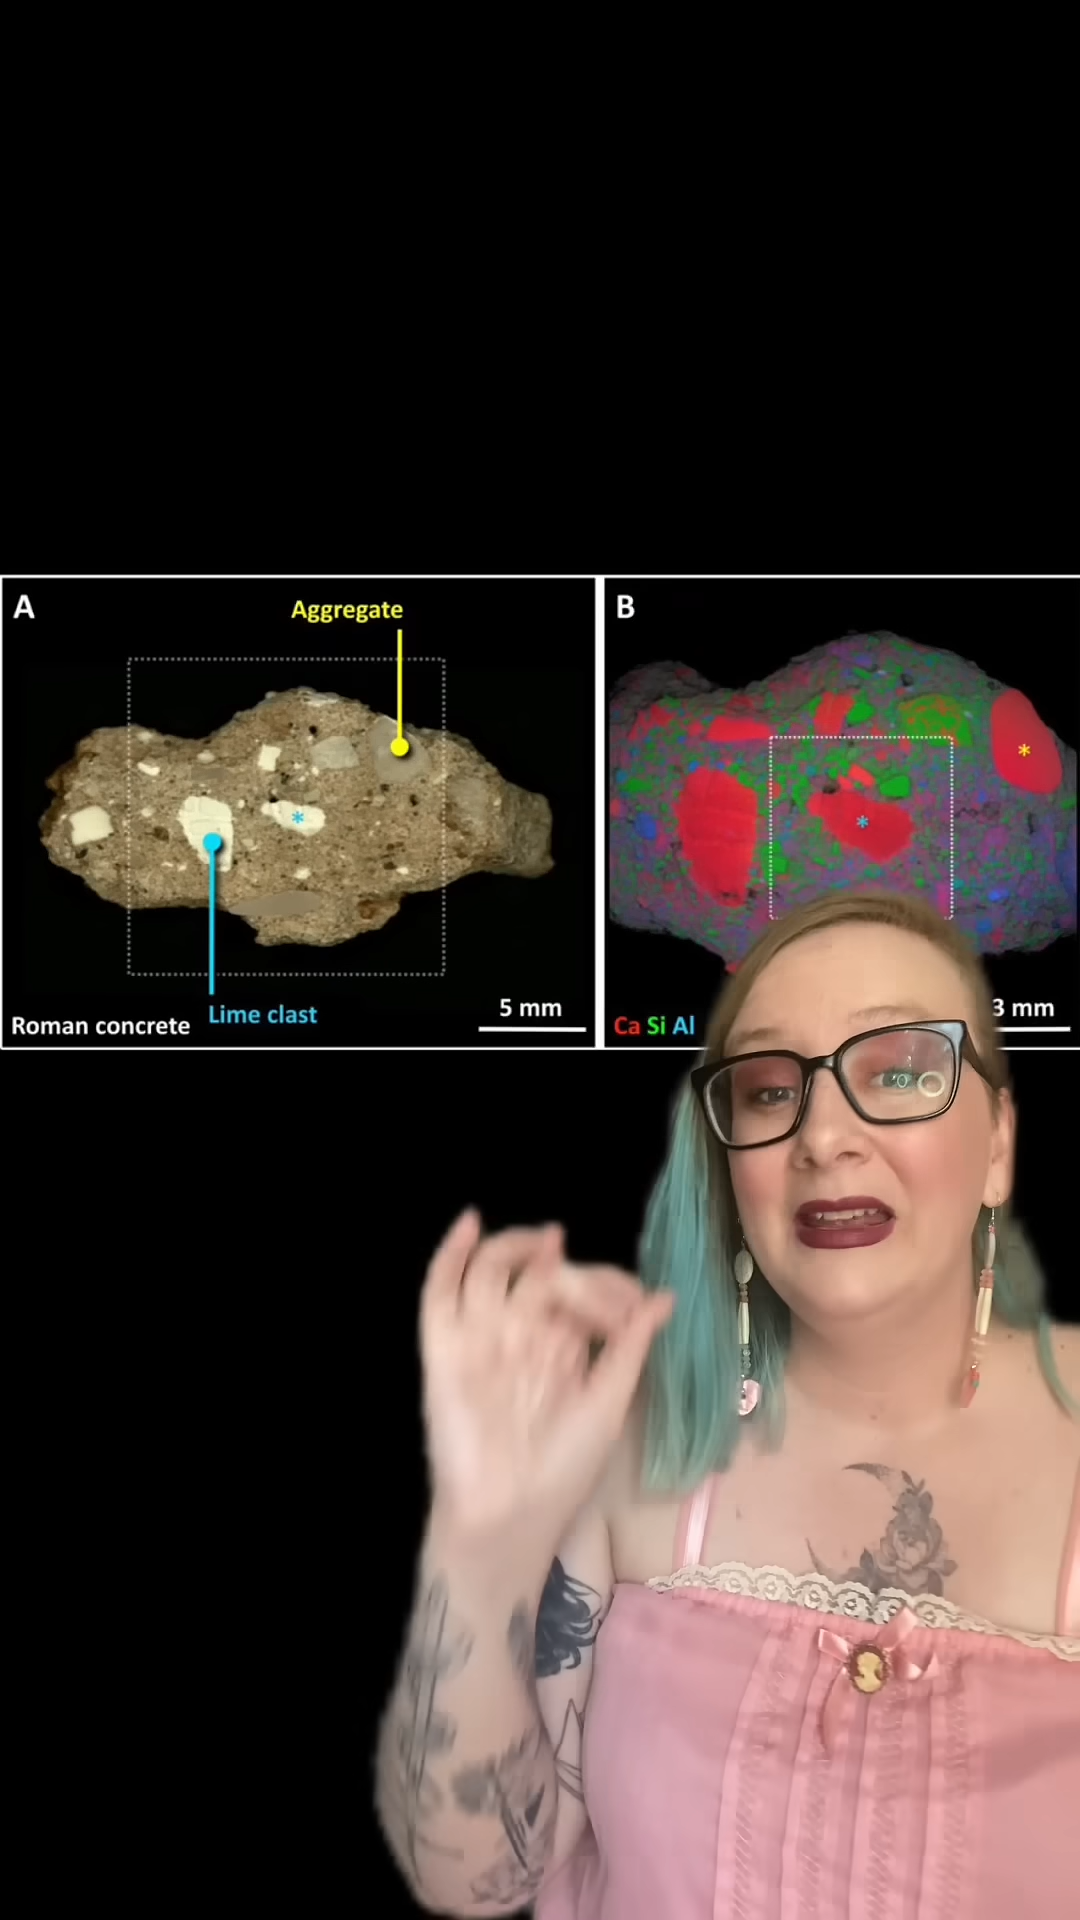 A
Aggregate
Lime clast
Roman concrete
5 mm
B
Ca Si Al
3 mm